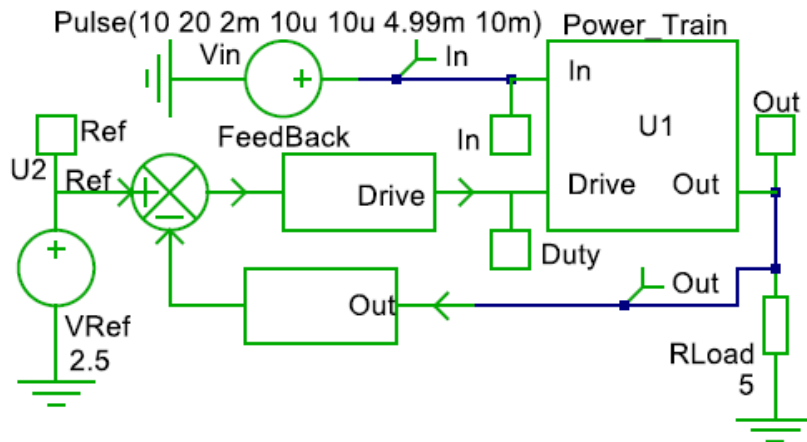 Pulse(10 20 2m 10u 10u 4.99m 10m)
Power_Train
Vin
+
In
In
Out
Ref
FeedBack
In
U1
U2
Ref
+
Drive
Drive
Out
−
+
Duty
Out
Out
VRef
2.5
RLoad
5